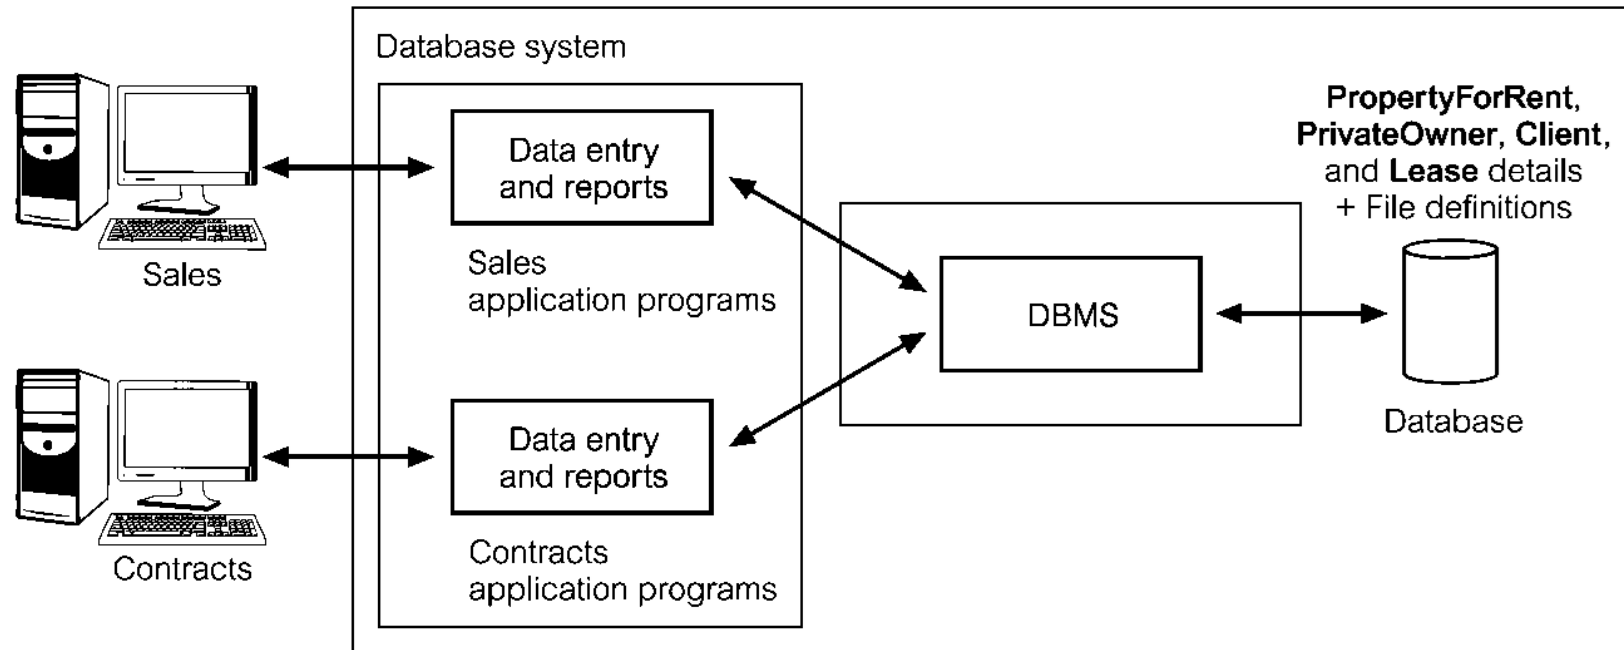 Database system
Sales
Data entry
and reports
Sales
application programs
Contracts
Data entry
and reports
Contracts
application programs
DBMS
PropertyForRent,
PrivateOwner, Client,
and Lease details
+ File definitions
Database